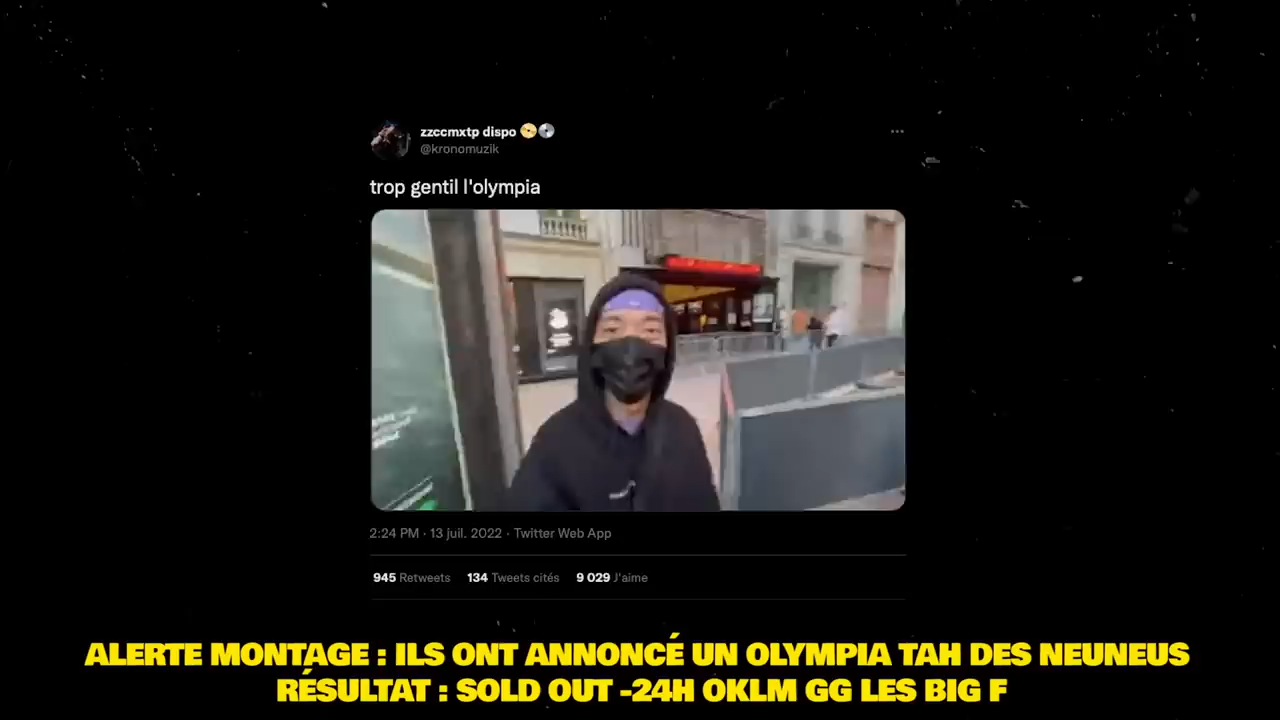 zzccmxtp dispo 📀💿
@kronomuzik
trop gentil l'olympia
2:24 PM · 13 juil. 2022 · Twitter Web App
945 Retweets 134 Tweets cités 9 029 J'aime
ALERTE MONTAGE : ILS ONT ANNONCÉ UN OLYMPIA TAH DES NEUNEUS
RÉSULTAT : SOLD OUT -24H OKLM GG LES BIG F